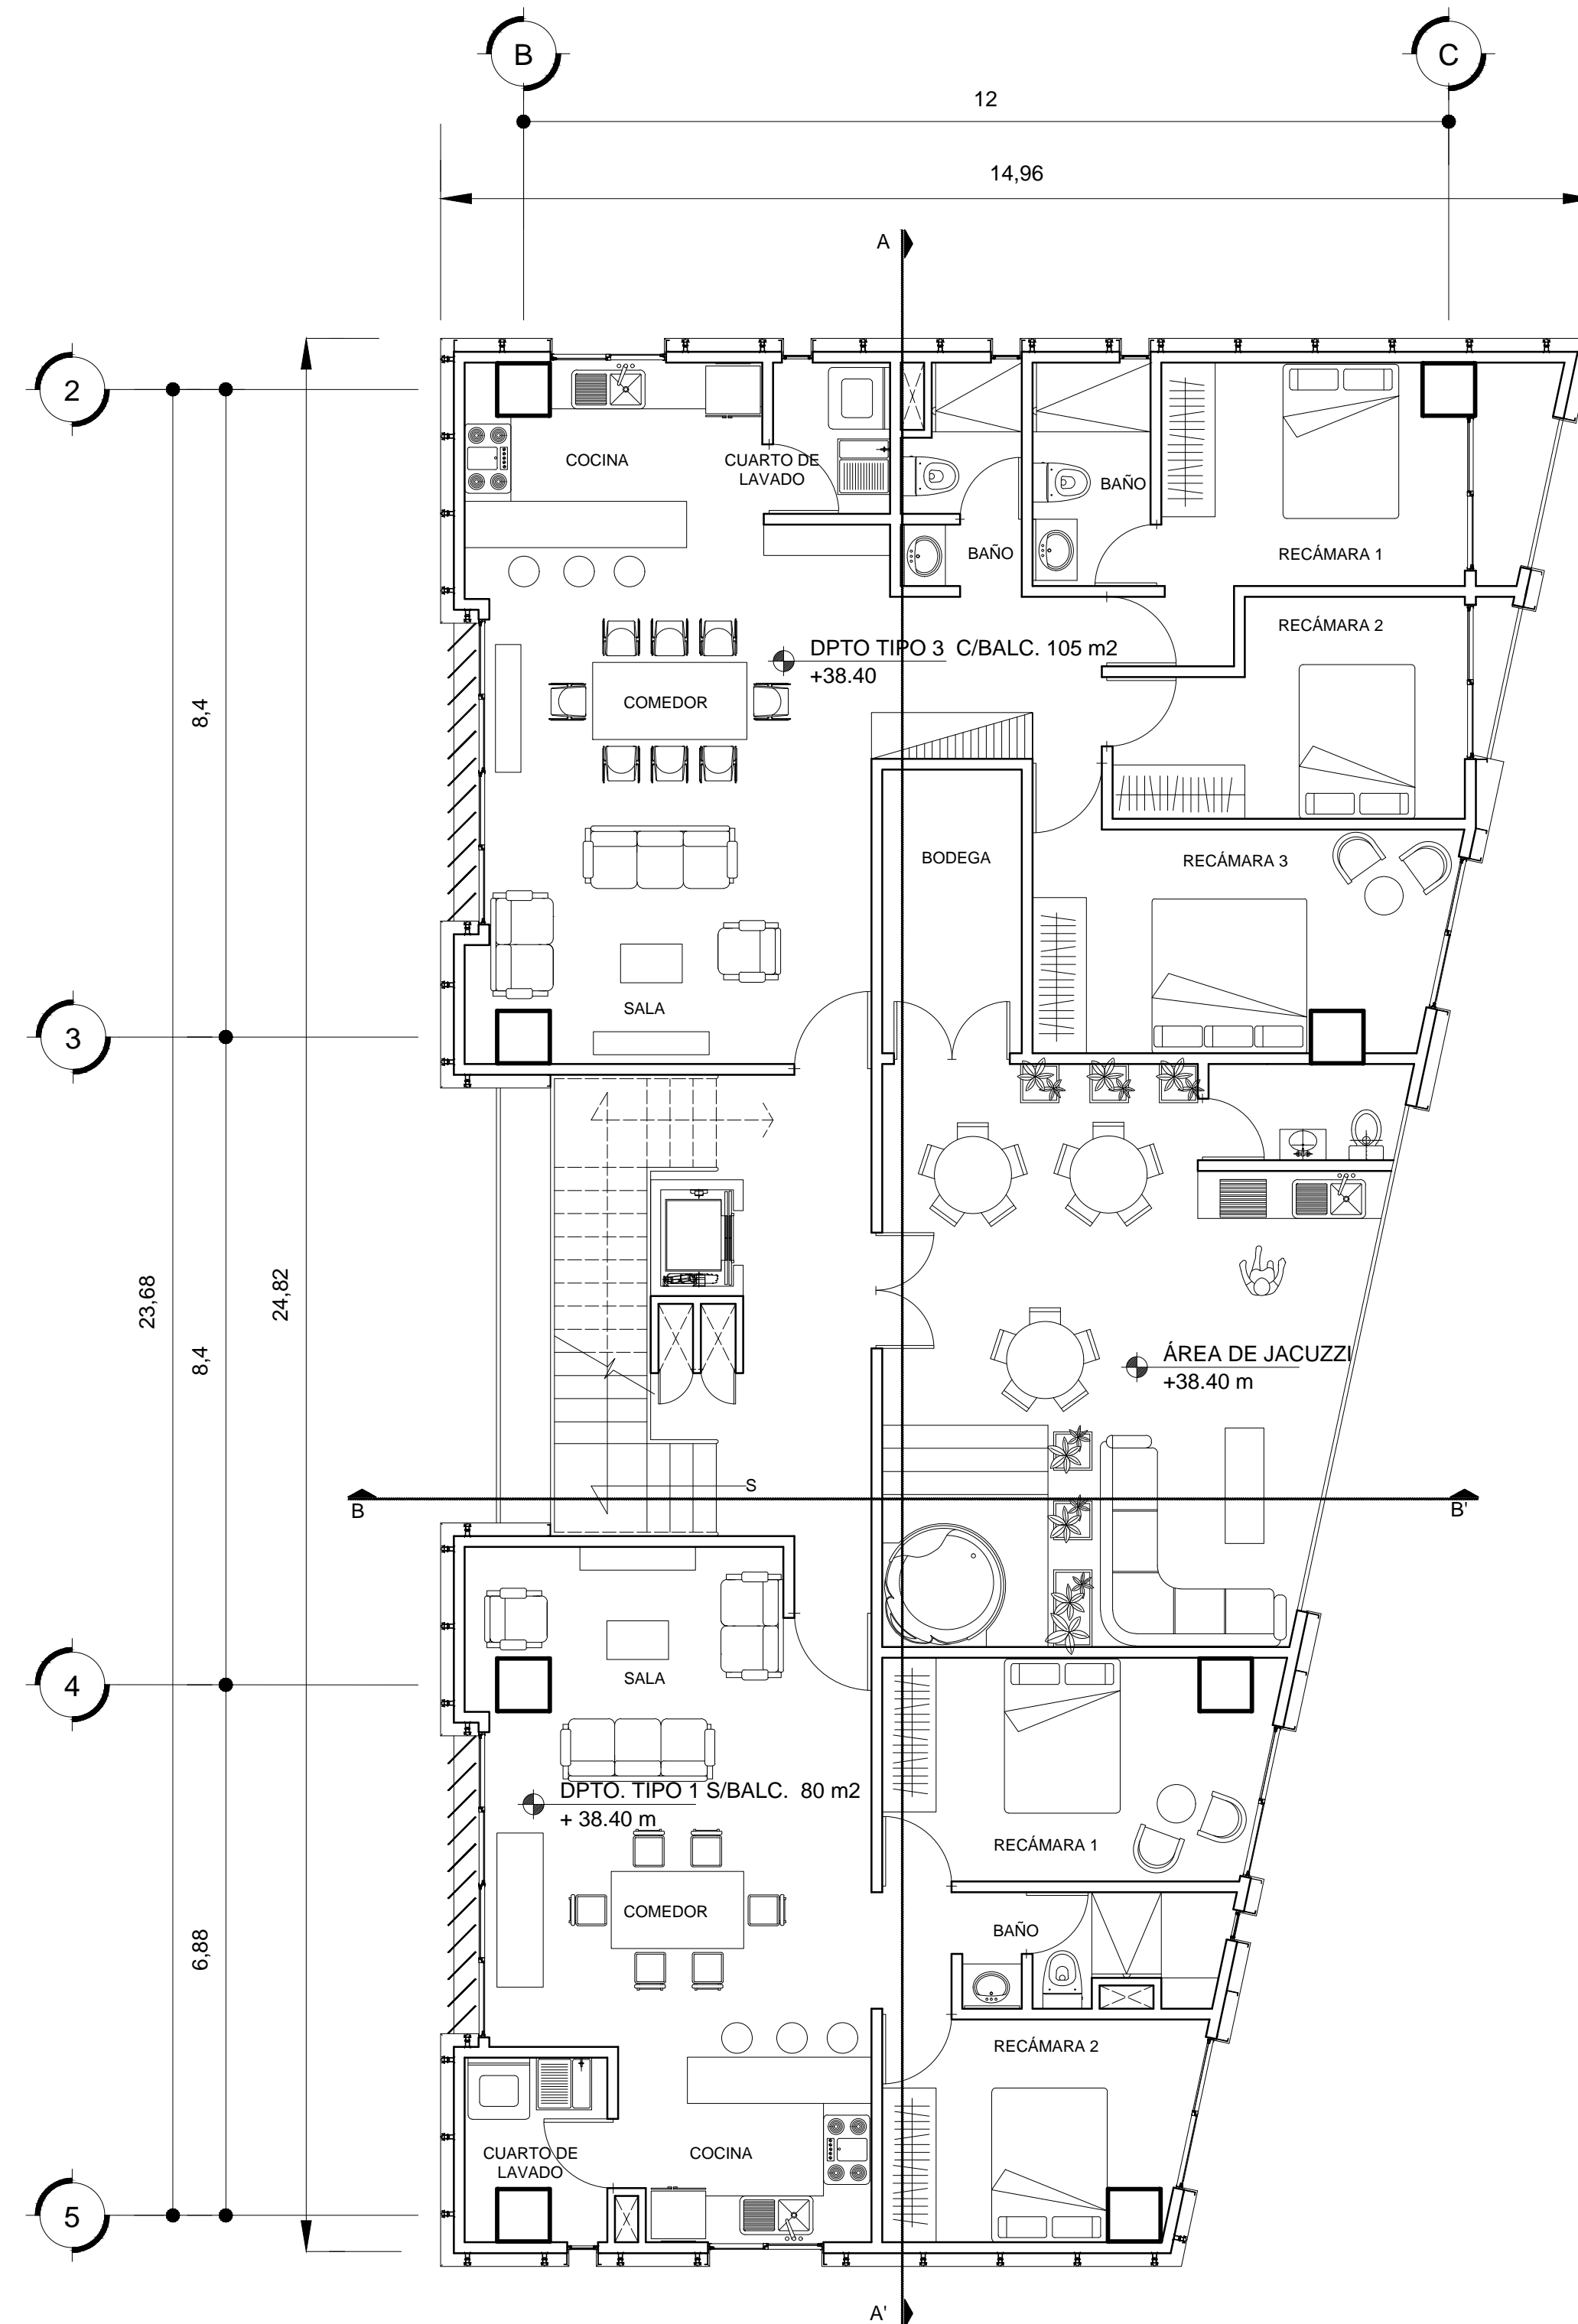 B
C
12
14,96
A
2
COCINA
CUARTO DE
LAVADO
BAÑO
BAÑO
RECÁMARA 1
RECÁMARA 2
DPTO TIPO 3 C/BALC. 105 m2
+38.40
COMEDOR
8,4
BODEGA
RECÁMARA 3
SALA
3
23,68
24,82
8,4
ÁREA DE JACUZZI
+38.40 m
S
B
B'
4
SALA
DPTO. TIPO 1 S/BALC. 80 m2
+ 38.40 m
RECÁMARA 1
COMEDOR
BAÑO
6,88
RECÁMARA 2
CUARTO DE
LAVADO
COCINA
5
A'